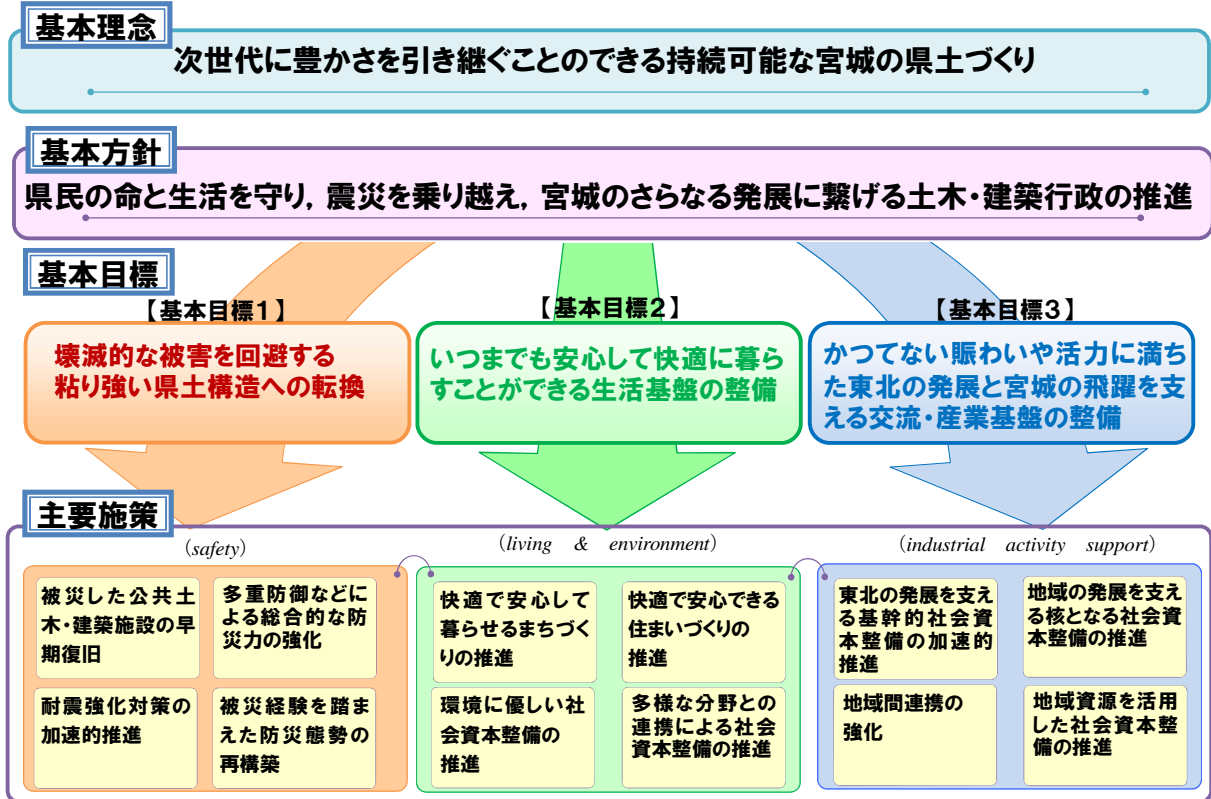 基本理念
次世代に豊かさを引き継ぐことのできる持続可能な宮城の県土づくり
基本方針
県民の命と生活を守り，震災を乗り越え，宮城のさらなる発展に繋げる土木・建築行政の推進
基本目標
【基本目標１】
壊滅的な被害を回避する
粘り強い県土構造への転換
【基本目標２】
いつまでも安心して快適に暮ら
すことができる生活基盤の整備
【基本目標３】
かつてない賑わいや活力に満ち
た東北の発展と宮城の飛躍を支
える交流・産業基盤の整備
主要施策
（safety）
被災した公共土
木・建築施設の早
期復旧
多重防御などに
よる総合的な防
災力の強化
耐震強化対策の
加速的推進
被災経験を踏ま
えた防災態勢の
再構築
（living & environment）
快適で安心して
暮らせるまちづく
りの推進
快適で安心できる
住まいづくりの
推進
環境に優しい社
会資本整備の
推進
多様な分野との
連携による社会
資本整備の推進
（industrial activity support）
東北の発展を支え
る基幹的社会資
本整備の加速的
推進
地域の発展を支え
る核となる社会資
本整備の推進
地域間連携の
強化
地域資源を活用
した社会資本整
備の推進